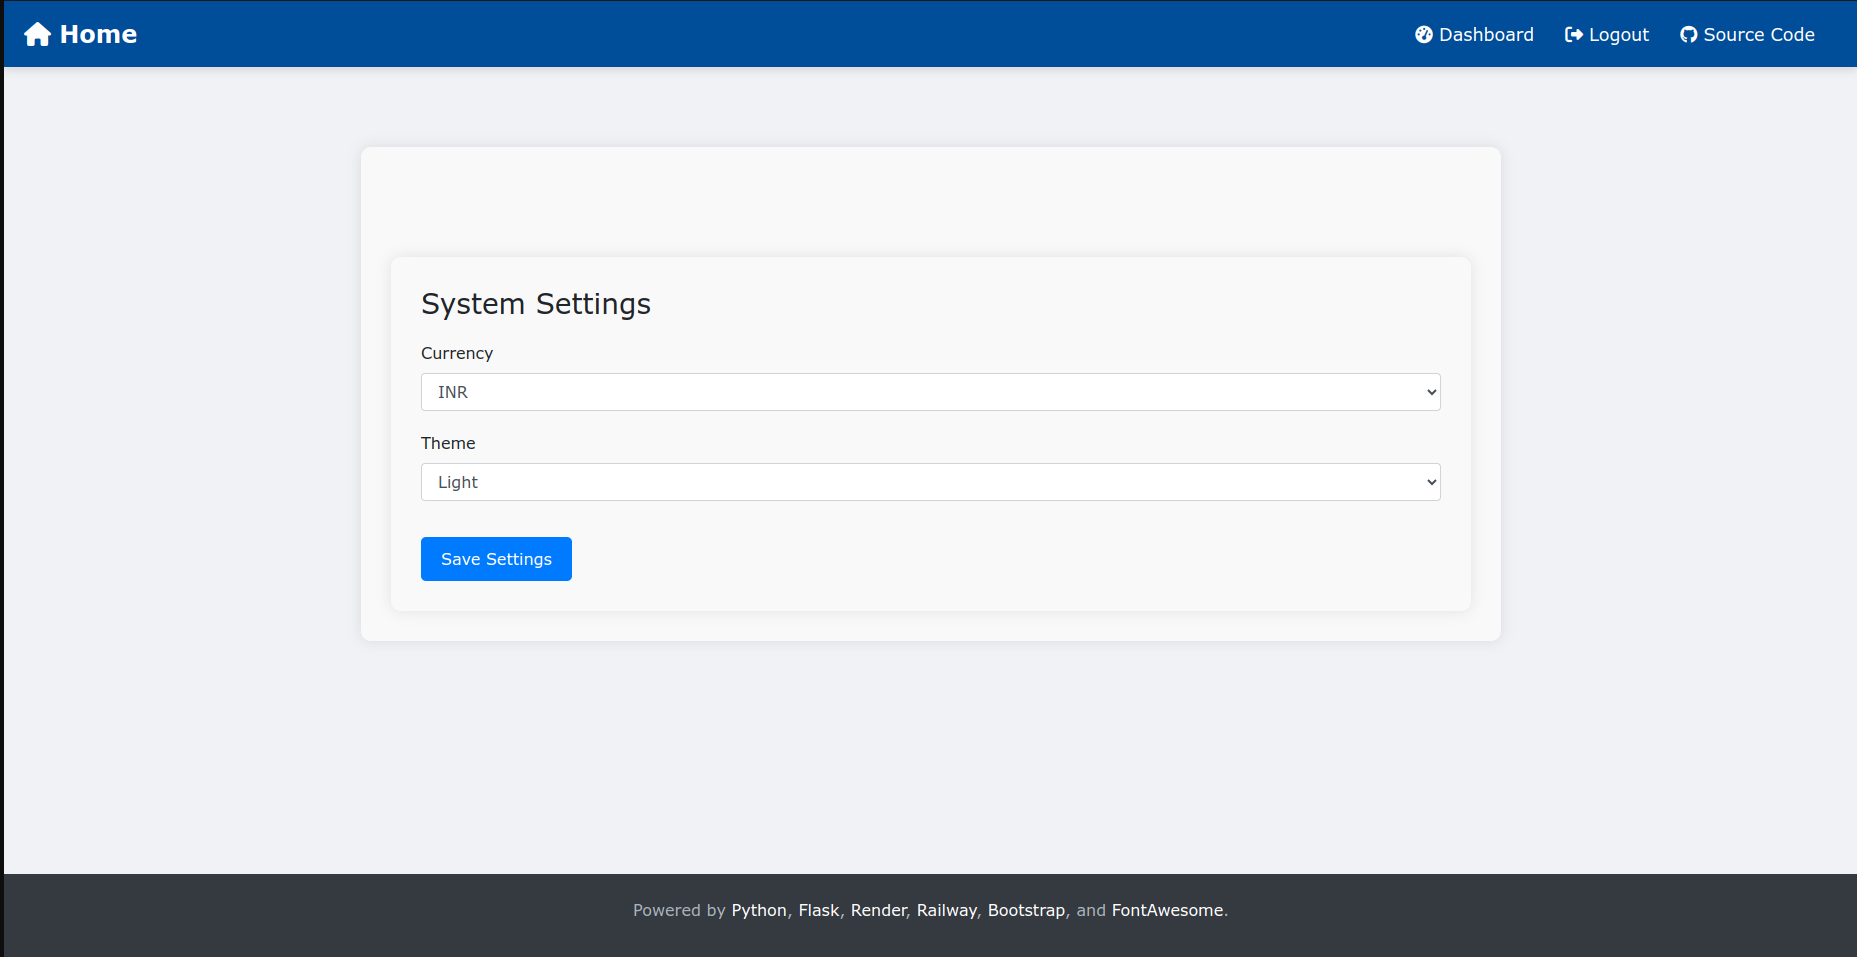 Home
Dashboard
Logout
Source Code
System Settings
Currency
INR
Theme
Light
Save Settings
Powered by Python, Flask, Render, Railway, Bootstrap, and FontAwesome.